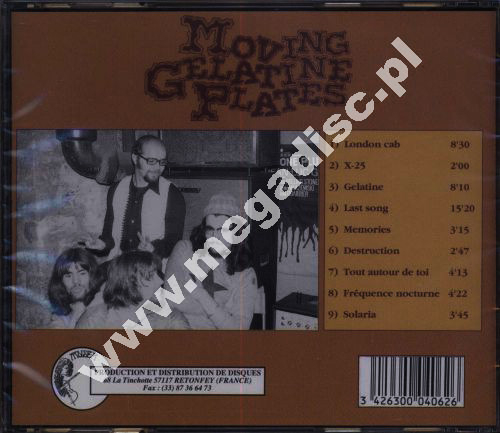 MOVING
GELATINE
PLATES
1) London cab 8'30
2) X-25 2'00
3) Gelatine 8'10
4) Last song 15'20
5) Memories 3'15
6) Destruction 2'47
7) Tout autour de toi 4'13
8) Fréquence nocturne 4'22
9) Solaria 3'45
www.megadisc.pl
PRODUCTION ET DISTRIBUTION DE DISQUES
68 La Tinchotte 57117 RETONFEY (FRANCE)
Fax : (33) 87 36 64 73
3 426300 040626